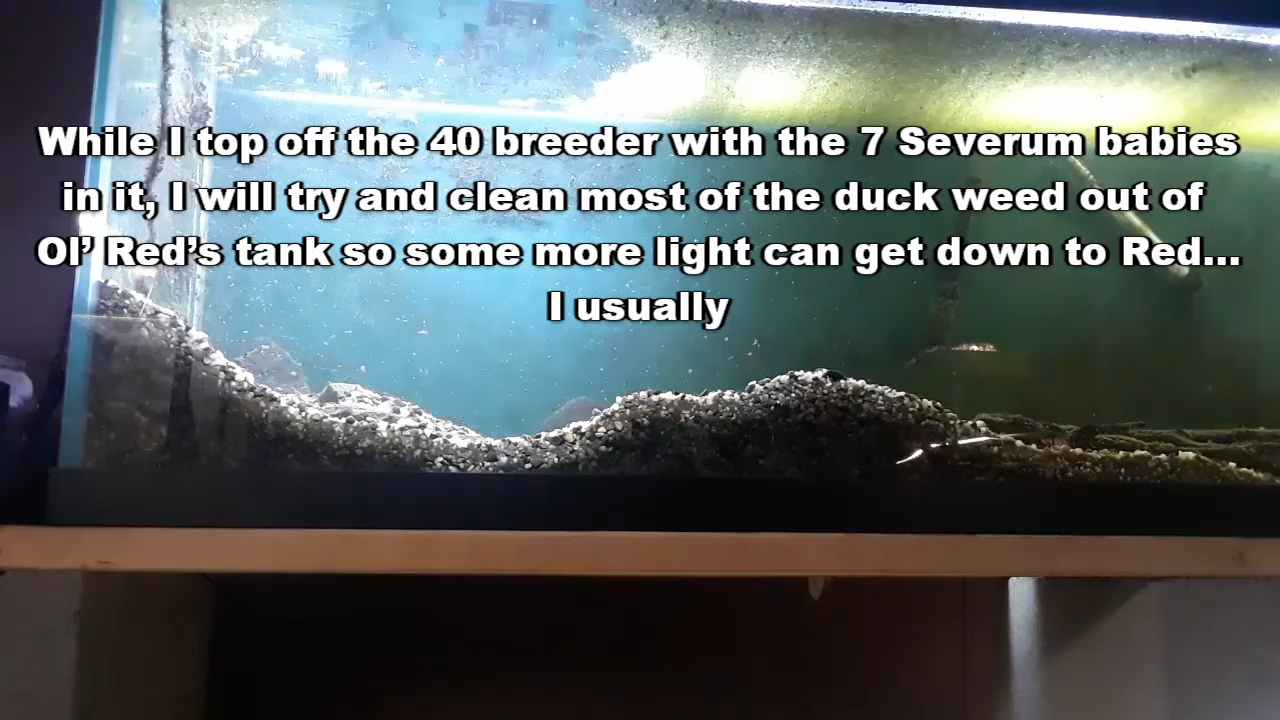 While I top off the 40 breeder with the 7 Severum babies
in it, I will try and clean most of the duck weed out of
Ol’ Red’s tank so some more light can get down to Red...
I usually